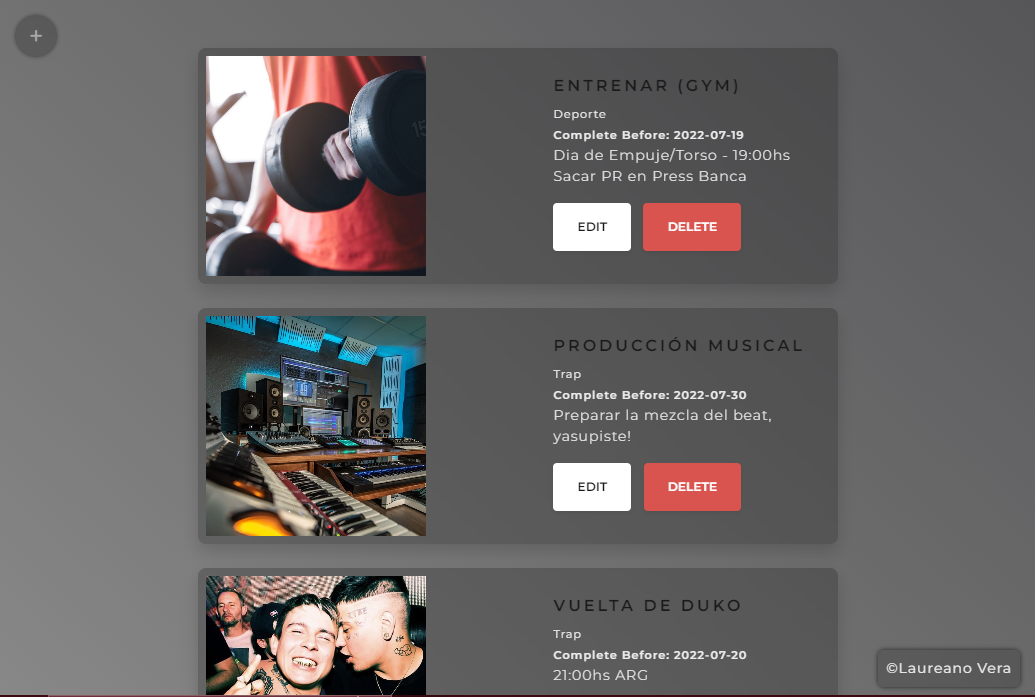 +
ENTRENAR (GYM)
Deporte
Complete Before: 2022-07-19
Dia de Empuje/Torso - 19:00hs
Sacar PR en Press Banca
EDIT DELETE
15
PRODUCCIÓN MUSICAL
Trap
Complete Before: 2022-07-30
Preparar la mezcla del beat,
yasupiste!
EDIT DELETE
VUELTA DE DUKO
Trap
Complete Before: 2022-07-20
21:00hs ARG
©Laureano Vera